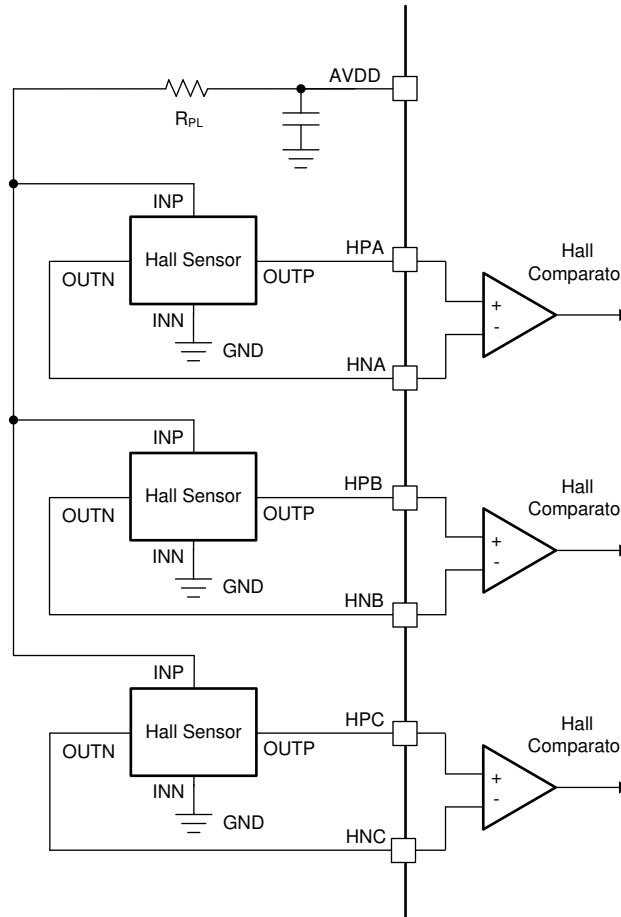 AVDD
R_PL
INP
Hall Sensor
OUTN
OUTP
INN
GND
HPA
HNA
Hall
Comparato
+
-
INP
Hall Sensor
OUTN
OUTP
INN
GND
HPB
HNB
Hall
Comparato
+
-
INP
Hall Sensor
OUTN
OUTP
INN
GND
HPC
HNC
Hall
Comparato
+
-